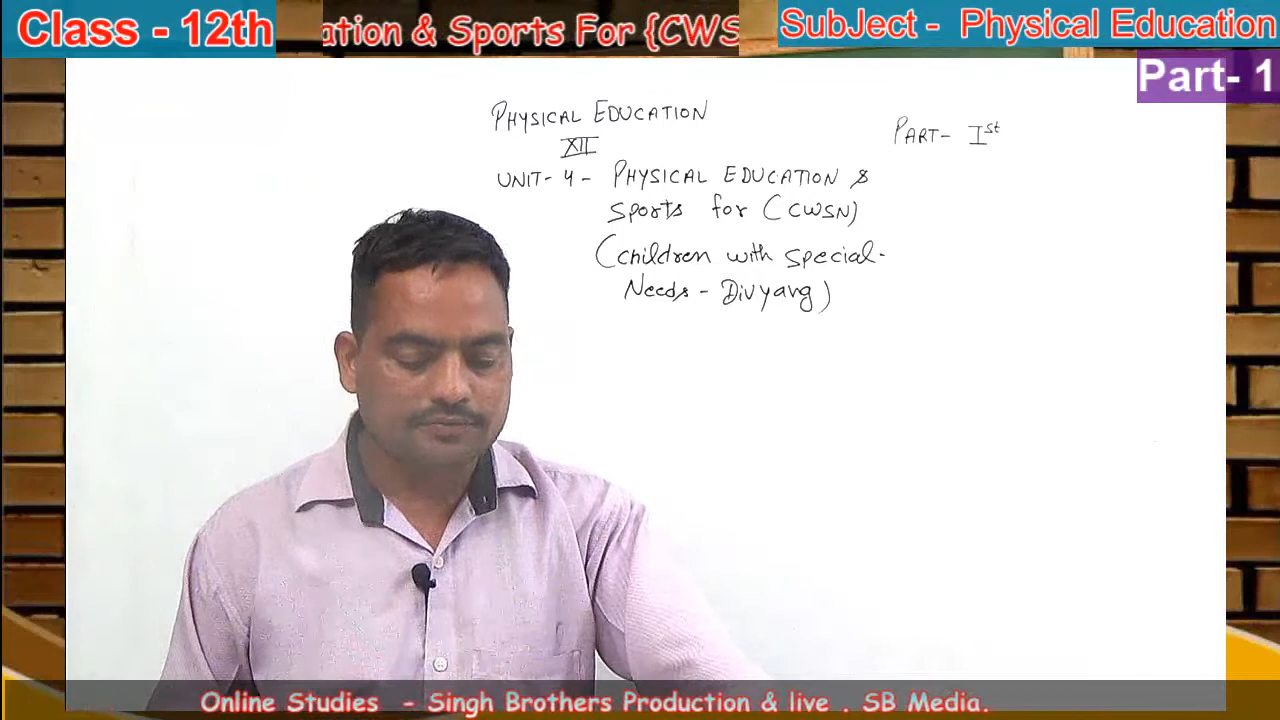 Class - 12th
ation & Sports For {CWS
SubJect - Physical Education
Part- 1
PHYSICAL EDUCATION
XII
PART- Ist
UNIT- 4 - PHYSICAL EDUCATION &
Sports for (CWSN)
(children with special-
Needs - Divyang)
Online Studies - Singh Brothers Production & live . SB Media.